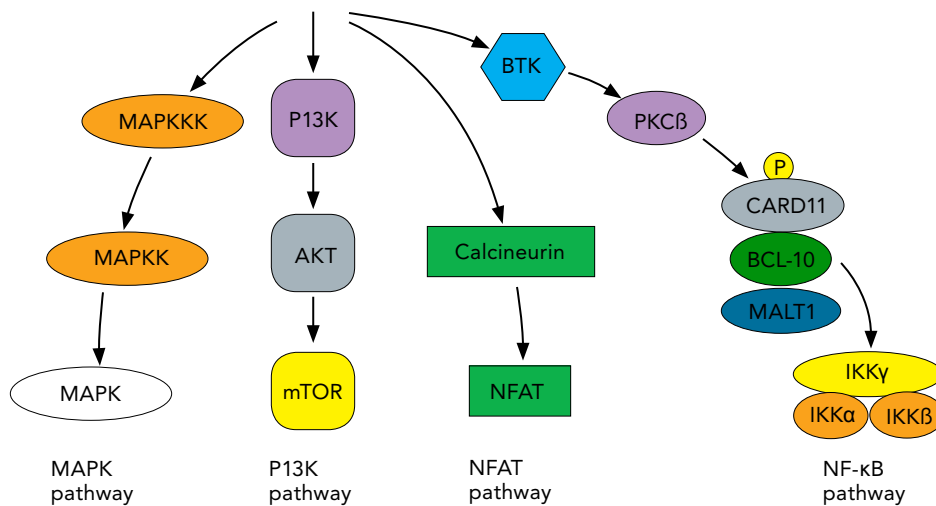 BTK
MAPKKK
P13K
PKCß
P
CARD11
MAPKK
AKT
Calcineurin
BCL-10
MALT1
MAPK
mTOR
NFAT
IKKγ
IKKα
IKKß
MAPK
pathway
P13K
pathway
NFAT
pathway
NF-κB
pathway